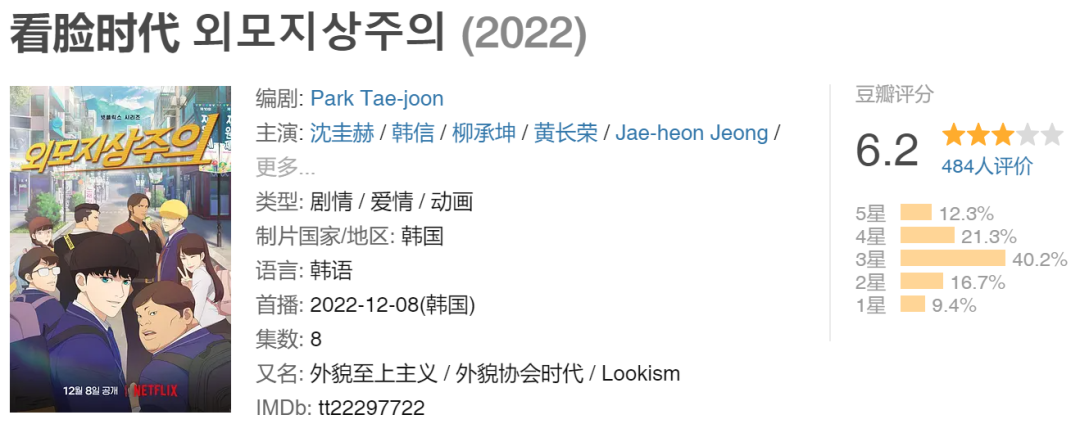 看脸时代 외모지상주의 (2022)
넷플릭스 시리즈
외모지상주의
12월 8일 공개 NETFLIX
编剧: Park Tae-joon
主演: 沈圭赫 / 韩信 / 柳承坤 / 黄长荣 / Jae-heon Jeong /
更多...
类型: 剧情 / 爱情 / 动画
制片国家/地区: 韩国
语言: 韩语
首播: 2022-12-08(韩国)
集数: 8
又名: 外貌至上主义 / 外貌协会时代 / Lookism
IMDb: tt22297722
豆瓣评分
6.2
484人评价
5星 12.3%
4星 21.3%
3星 40.2%
2星 16.7%
1星 9.4%